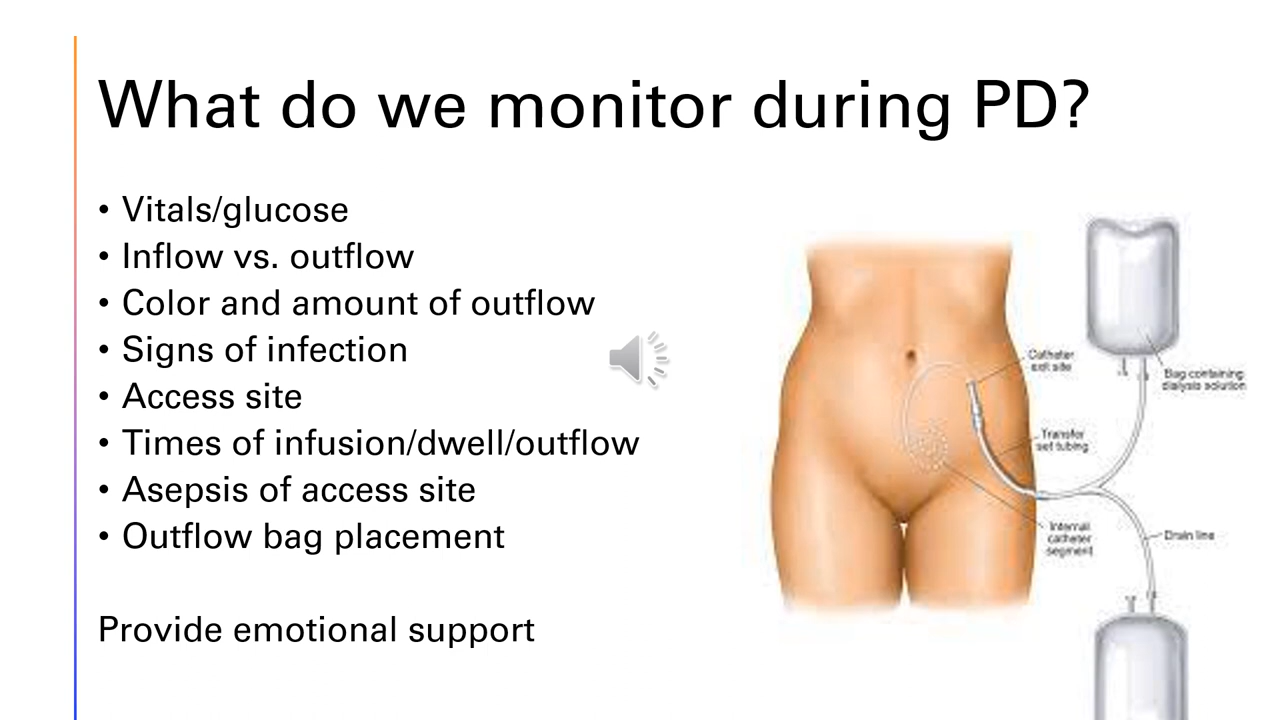 What do we monitor during PD?
• Vitals/glucose
• Inflow vs. outflow
• Color and amount of outflow
• Signs of infection
• Access site
• Times of infusion/dwell/outflow
• Asepsis of access site
• Outflow bag placement
Provide emotional support
Catheter
exit site
Bag containing
dialysis solution
Transfer
set tubing
Internal
catheter
segment
Drain line